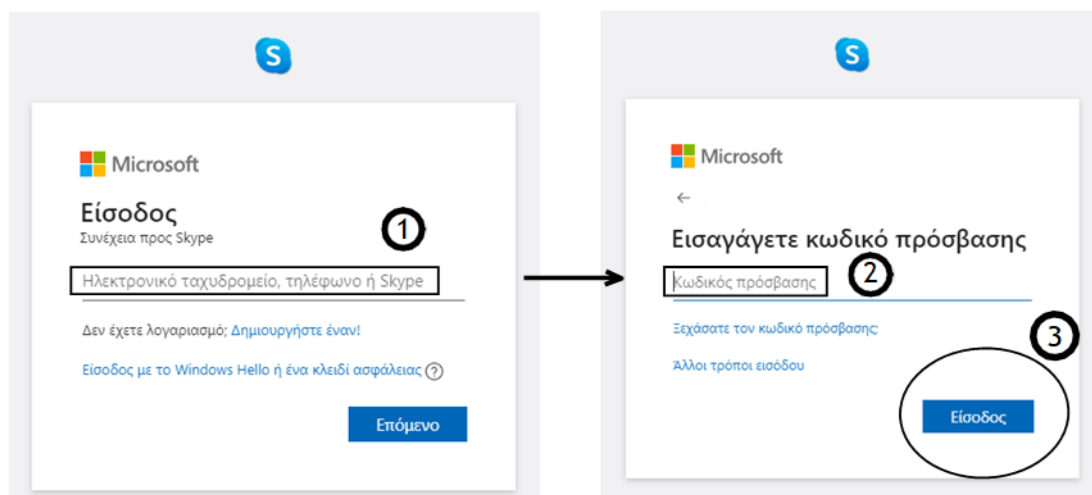 S
Microsoft
Είσοδος
Συνέχεια προς Skype
1
Ηλεκτρονικό ταχυδρομείο, τηλέφωνο ή Skype
Δεν έχετε λογαριασμό; Δημιουργήστε έναν!
Είσοδος με το Windows Hello ή ένα κλειδί ασφάλειας ?
Επόμενο
S
Microsoft
←
Εισαγάγετε κωδικό πρόσβασης
Κωδικός πρόσβασης 2
Ξεχάσατε τον κωδικό πρόσβασης;
3
Άλλοι τρόποι εισόδου
Είσοδος